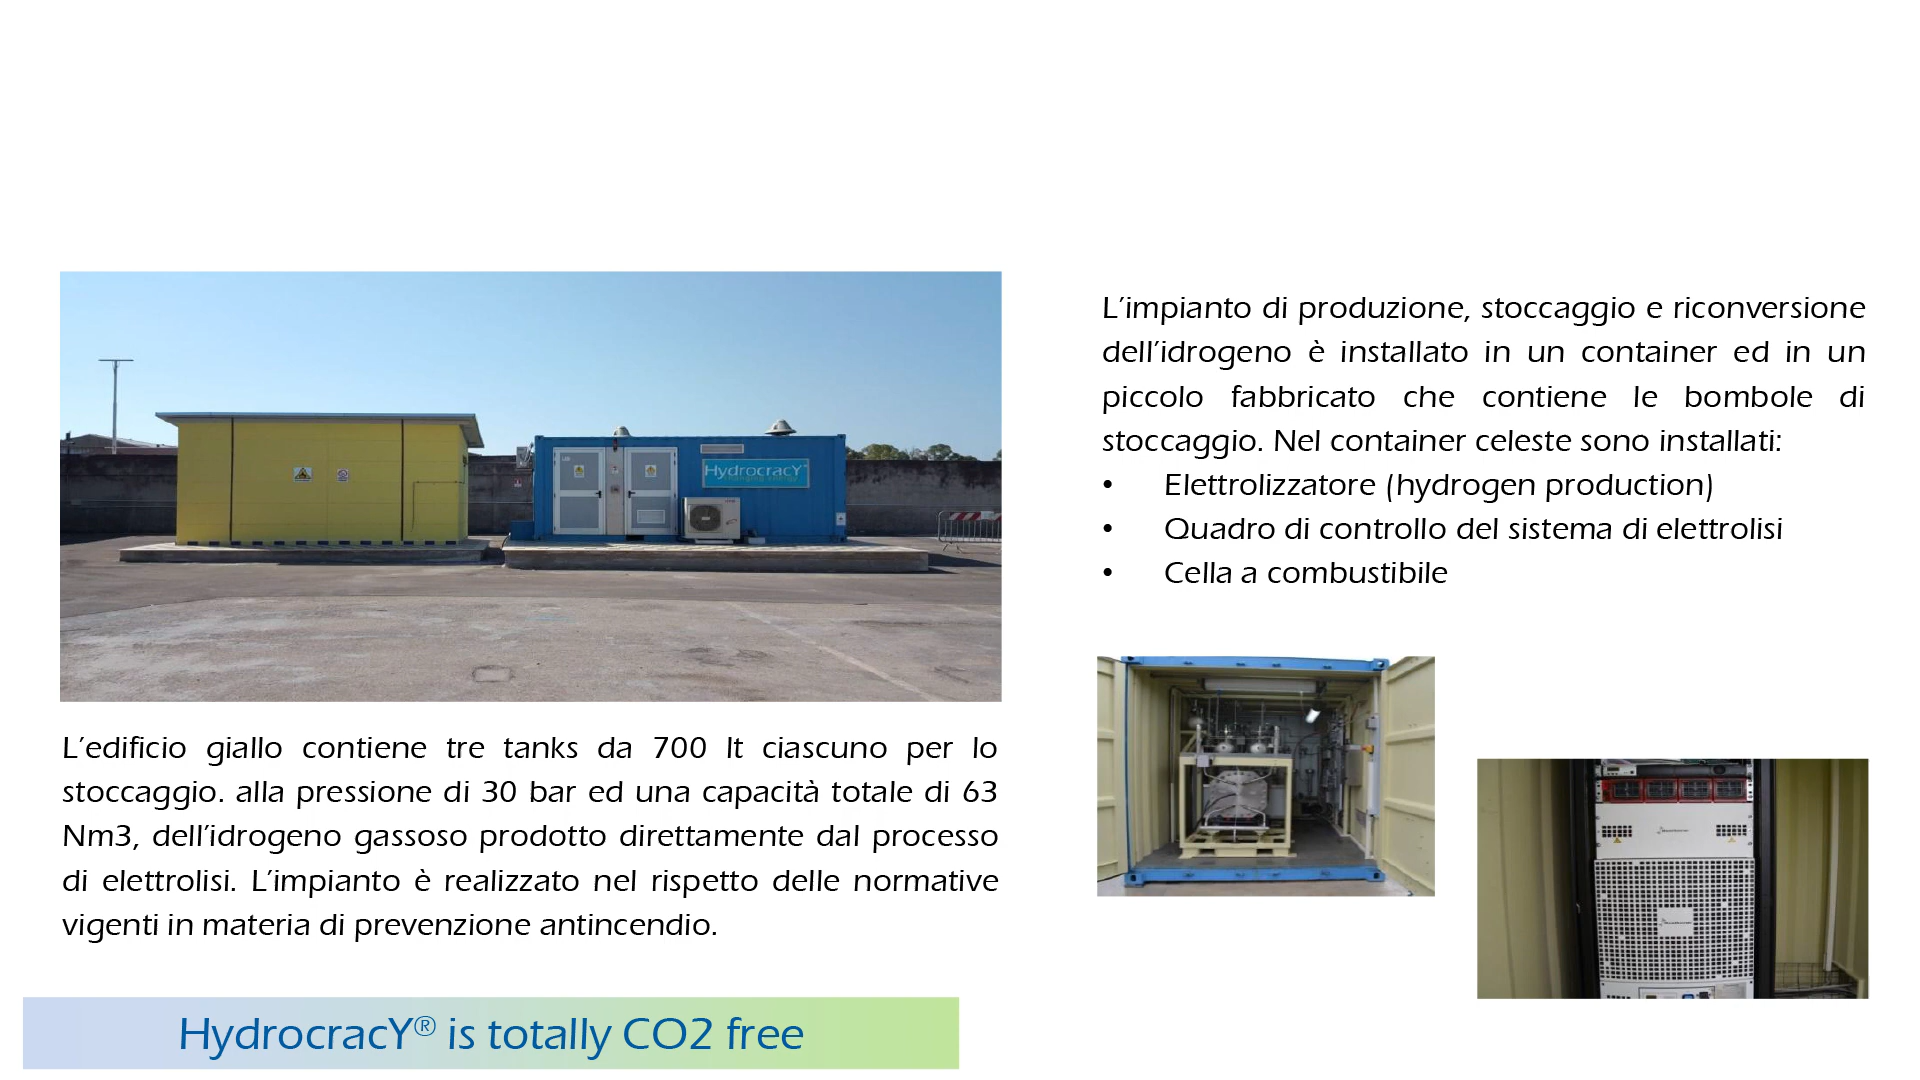 HydrocracY
L’impianto di produzione, stoccaggio e riconversione
dell’idrogeno è installato in un container ed in un
piccolo fabbricato che contiene le bombole di
stoccaggio. Nel container celeste sono installati:
• Elettrolizzatore (hydrogen production)
• Quadro di controllo del sistema di elettrolisi
• Cella a combustibile
L’edificio giallo contiene tre tanks da 700 lt ciascuno per lo
stoccaggio. alla pressione di 30 bar ed una capacità totale di 63
Nm3, dell’idrogeno gassoso prodotto direttamente dal processo
di elettrolisi. L’impianto è realizzato nel rispetto delle normative
vigenti in materia di prevenzione antincendio.
HydrocracY® is totally CO2 free